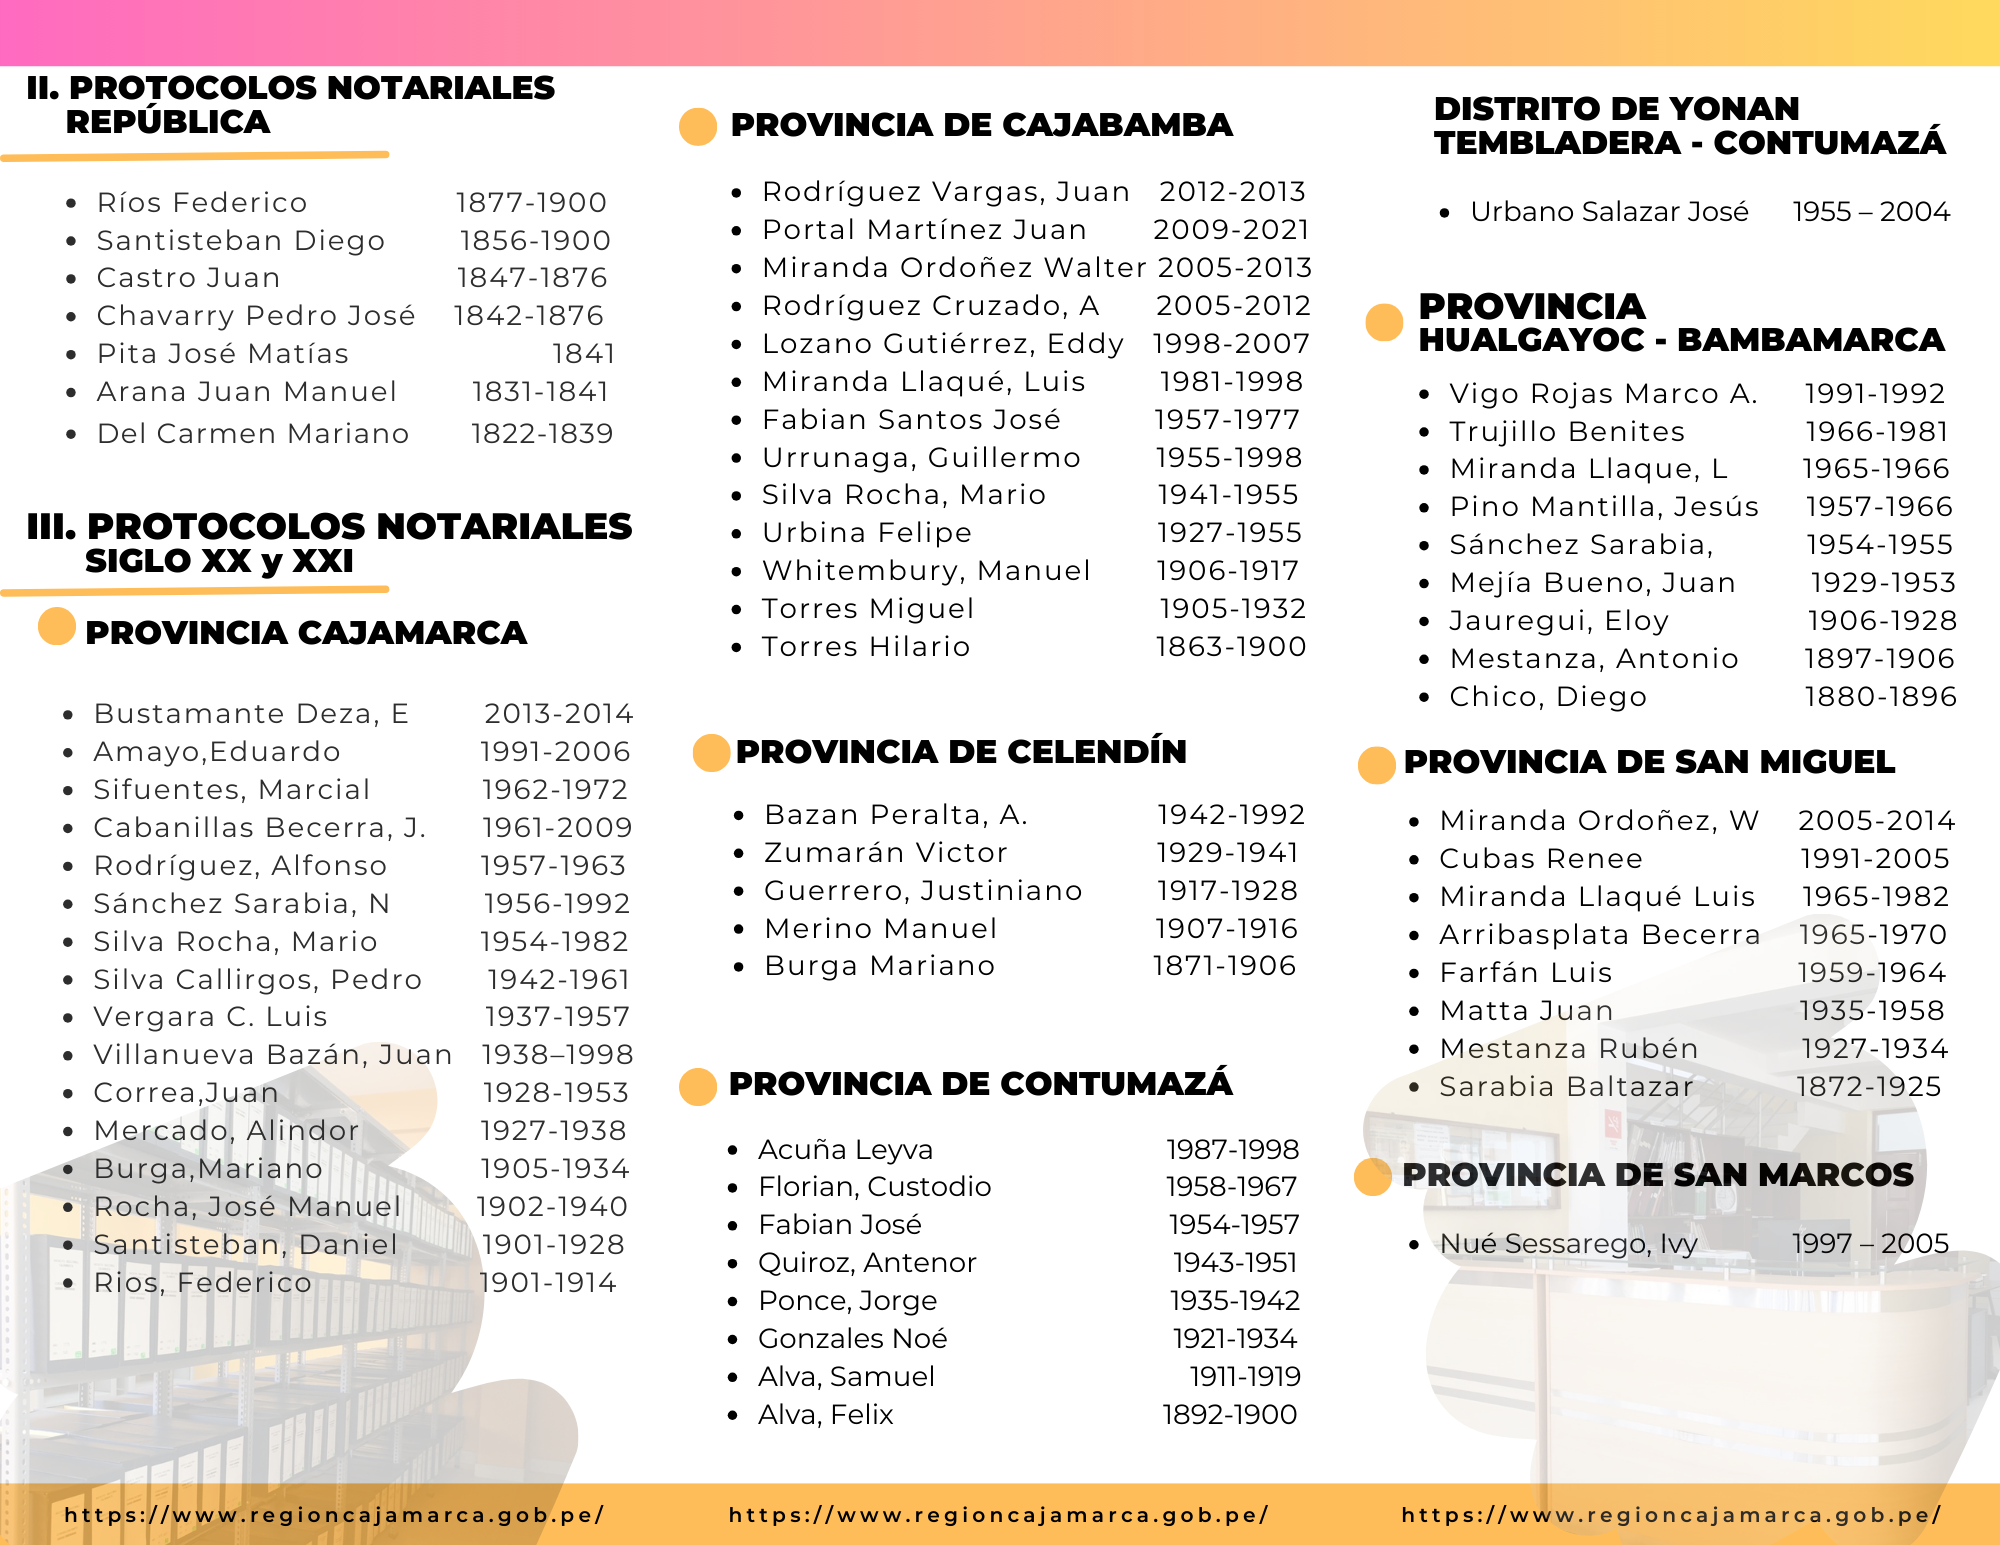 II. PROTOCOLOS NOTARIALES
REPÚBLICA
Ríos Federico 1877-1900
Santisteban Diego 1856-1900
Castro Juan 1847-1876
Chavarry Pedro José 1842-1876
Pita José Matías 1841
Arana Juan Manuel 1831-1841
Del Carmen Mariano 1822-1839
III. PROTOCOLOS NOTARIALES
SIGLO XX y XXI
PROVINCIA CAJAMARCA
Bustamante Deza, E 2013-2014
Amayo,Eduardo 1991-2006
Sifuentes, Marcial 1962-1972
Cabanillas Becerra, J. 1961-2009
Rodríguez, Alfonso 1957-1963
Sánchez Sarabia, N 1956-1992
Silva Rocha, Mario 1954-1982
Silva Callirgos, Pedro 1942-1961
Vergara C. Luis 1937-1957
Villanueva Bazán, Juan 1938–1998
Correa,Juan 1928-1953
Mercado, Alindor 1927-1938
Burga,Mariano 1905-1934
Rocha, José Manuel 1902-1940
Santisteban, Daniel 1901-1928
Rios, Federico 1901-1914
https://www.regioncajamarca.gob.pe/
PROVINCIA DE CAJABAMBA
Rodríguez Vargas, Juan 2012-2013
Portal Martínez Juan 2009-2021
Miranda Ordoñez Walter 2005-2013
Rodríguez Cruzado, A 2005-2012
Lozano Gutiérrez, Eddy 1998-2007
Miranda Llaqué, Luis 1981-1998
Fabian Santos José 1957-1977
Urrunaga, Guillermo 1955-1998
Silva Rocha, Mario 1941-1955
Urbina Felipe 1927-1955
Whitembury, Manuel 1906-1917
Torres Miguel 1905-1932
Torres Hilario 1863-1900
PROVINCIA DE CELENDÍN
Bazan Peralta, A. 1942-1992
Zumarán Victor 1929-1941
Guerrero, Justiniano 1917-1928
Merino Manuel 1907-1916
Burga Mariano 1871-1906
PROVINCIA DE CONTUMAZÁ
Acuña Leyva 1987-1998
Florian, Custodio 1958-1967
Fabian José 1954-1957
Quiroz, Antenor 1943-1951
Ponce, Jorge 1935-1942
Gonzales Noé 1921-1934
Alva, Samuel 1911-1919
Alva, Felix 1892-1900
https://www.regioncajamarca.gob.pe/
DISTRITO DE YONAN
TEMBLADERA - CONTUMAZÁ
Urbano Salazar José 1955 – 2004
PROVINCIA
HUALGAYOC - BAMBAMARCA
Vigo Rojas Marco A. 1991-1992
Trujillo Benites 1966-1981
Miranda Llaque, L 1965-1966
Pino Mantilla, Jesús 1957-1966
Sánchez Sarabia, 1954-1955
Mejía Bueno, Juan 1929-1953
Jauregui, Eloy 1906-1928
Mestanza, Antonio 1897-1906
Chico, Diego 1880-1896
PROVINCIA DE SAN MIGUEL
Miranda Ordoñez, W 2005-2014
Cubas Renee 1991-2005
Miranda Llaqué Luis 1965-1982
Arribasplata Becerra 1965-1970
Farfán Luis 1959-1964
Matta Juan 1935-1958
Mestanza Rubén 1927-1934
Sarabia Baltazar 1872-1925
PROVINCIA DE SAN MARCOS
Nué Sessarego, Ivy 1997 – 2005
https://www.regioncajamarca.gob.pe/